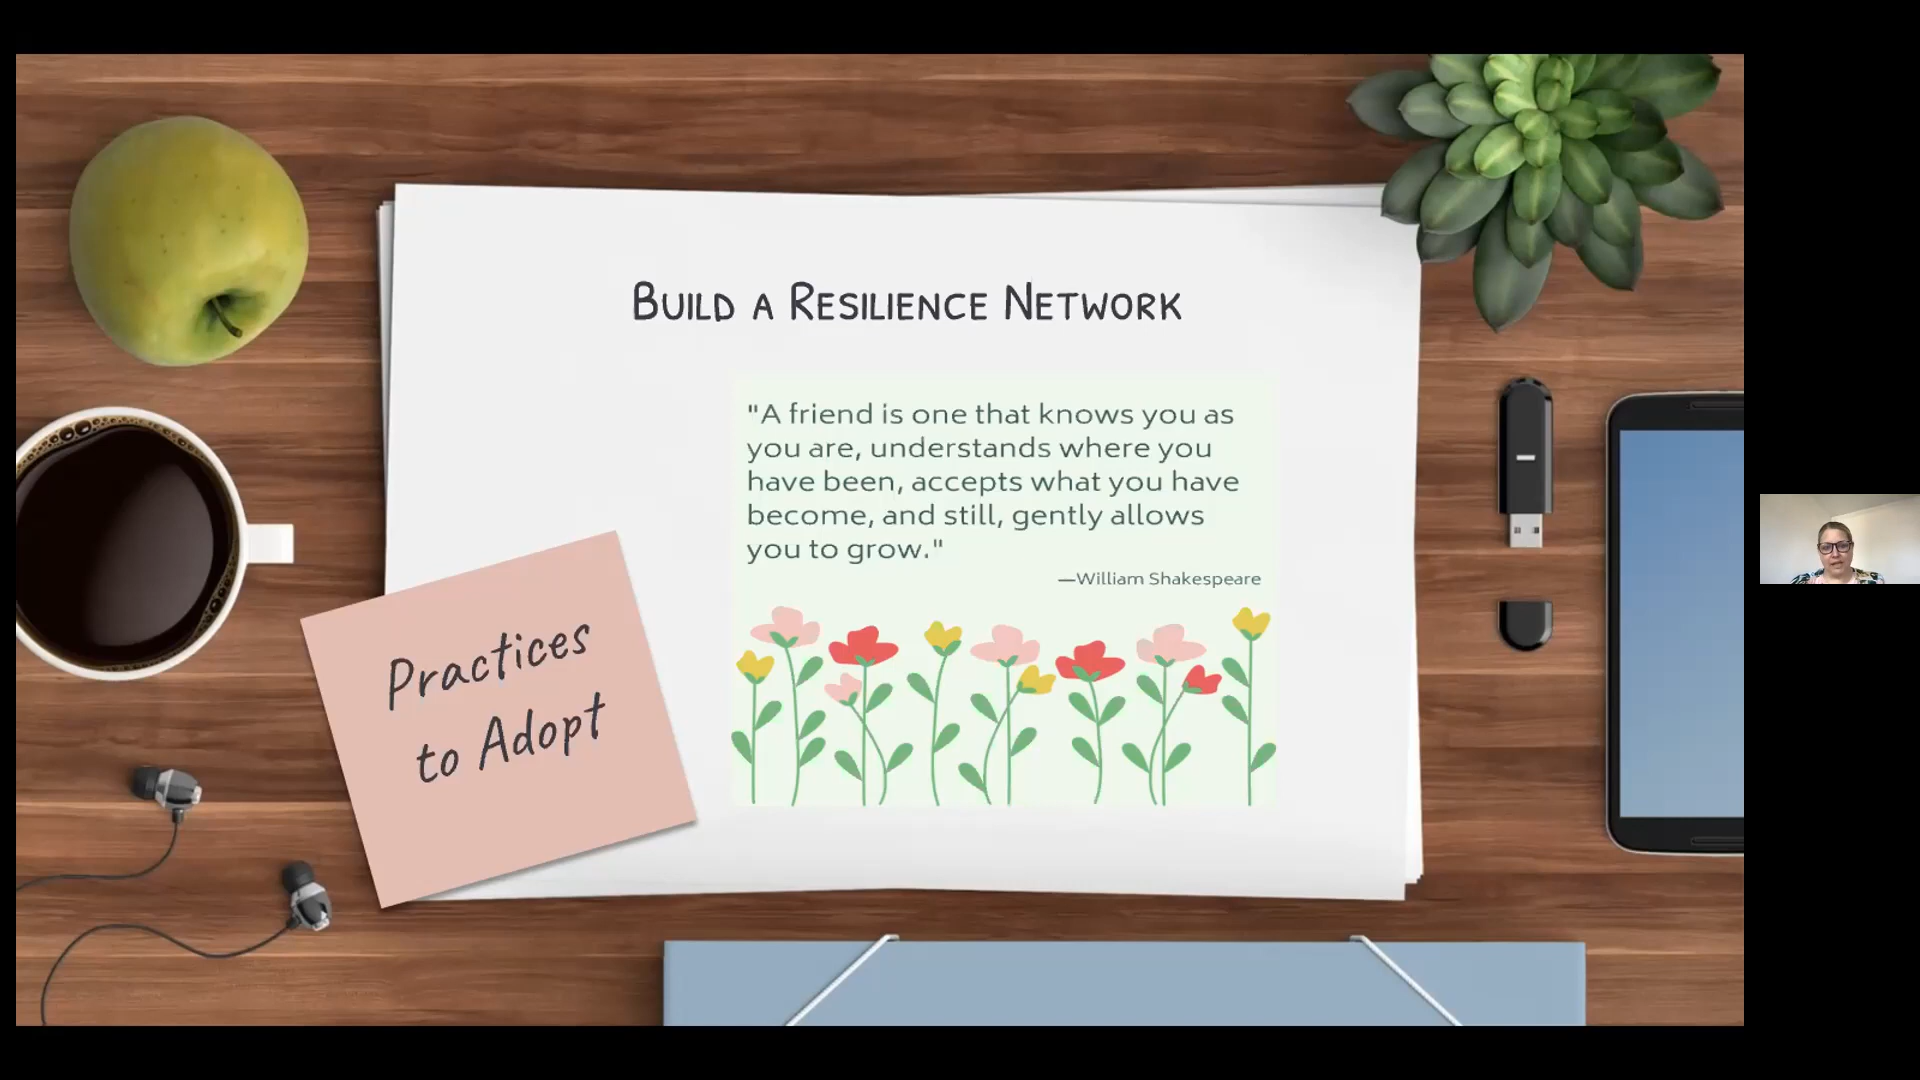 Build a Resilience Network
"A friend is one that knows you as
you are, understands where you
have been, accepts what you have
become, and still, gently allows
you to grow."
—William Shakespeare
Practices
to Adopt